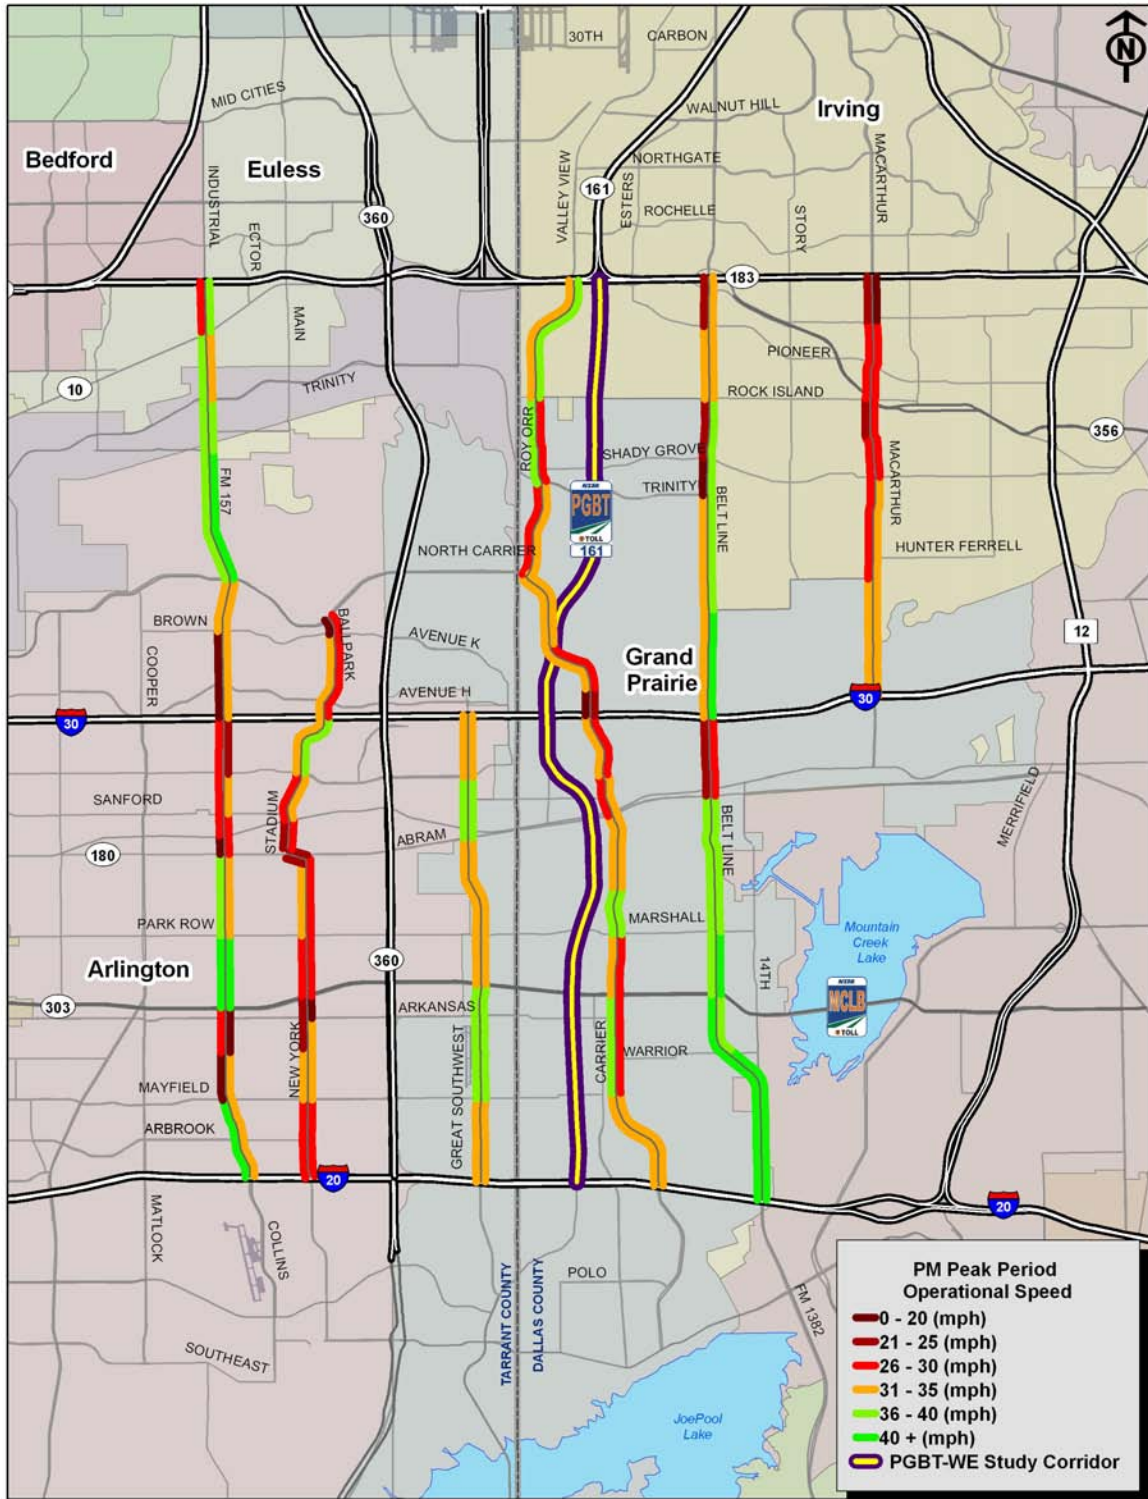 30TH
CARBON
N
MID CITIES
WALNUT HILL
Irving
Bedford
Euless
INDUSTRIAL
VALLEY VIEW
NORTHGATE
MACARTHUR
161
ESTERS
360
ROCHELLE
STORY
ECTOR
183
MAIN
PIONEER
10
TRINITY
ROCK ISLAND
356
ROY ORR
SHADY GROVE
FM 157
TRINITY
MACARTHUR
PGBT
TOLL
161
BELT LINE
NORTH CARRIER
HUNTER FERRELL
BROWN
BALLPARK
AVENUE K
12
COOPER
Grand
Prairie
AVENUE H
30
30
SANFORD
STADIUM
MERRIFIELD
180
ABRAM
BELT LINE
PARK ROW
MARSHALL
Mountain
Creek
Lake
Arlington
360
14TH
303
ARKANSAS
MCLB
TOLL
NEW YORK
GREAT SOUTHWEST
CARRIER
WARRIOR
MAYFIELD
ARBROOK
20
20
MATLOCK
COLLINS
POLO
TARRANT COUNTY
DALLAS COUNTY
FM 1382
SOUTHEAST
JoePool
Lake
PM Peak Period
Operational Speed
0 - 20 (mph)
21 - 25 (mph)
26 - 30 (mph)
31 - 35 (mph)
36 - 40 (mph)
40 + (mph)
PGBT-WE Study Corridor